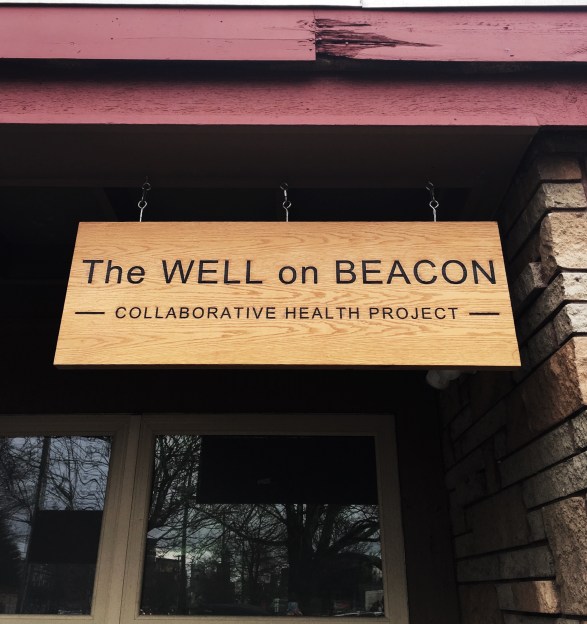 The WELL on BEACON
— COLLABORATIVE HEALTH PROJECT —